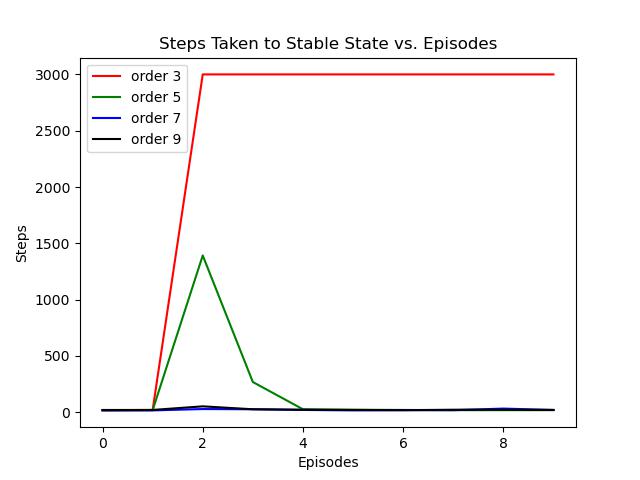 Steps Taken to Stable State vs. Episodes
order 3
order 5
order 7
order 9
3000
2500
2000
1500
1000
500
0
Steps
0 2 4 6 8
Episodes